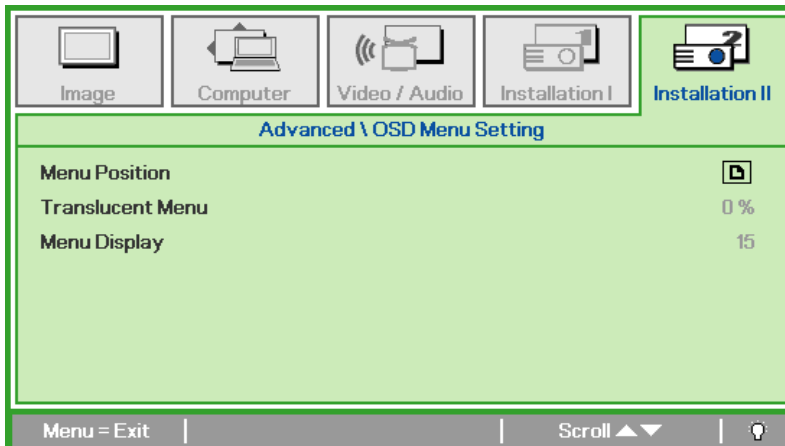 Image
Computer
Video / Audio
Installation I
Installation II
Advanced \ OSD Menu Setting
Menu Position
Translucent Menu 0 %
Menu Display 15
Menu = Exit Scroll ▲▼